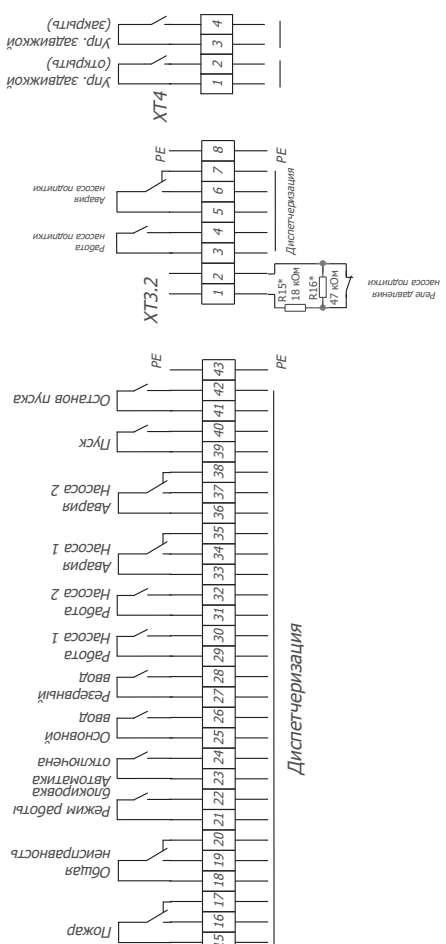 Упр. задвижкой
(закрыть)
4
3
Упр. задвижкой
(открыть)
2
1
XT4
PE
8
PE
Авария
насоса подпитки
7
6
5
Работа
насоса подпитки
4
3
Диспетчеризация
2
1
XT3.2
R15*
18 кОм
R16*
47 кОм
Реле давления
насоса подпитки
PE
43
PE
Останов пуска
42
41
Пуск
40
39
Авария
Насоса 2
38
37
36
Авария
Насоса 1
35
34
33
Работа
Насоса 2
32
31
Работа
Насоса 1
30
29
Резервный
ввод
28
27
Основной
ввод
26
25
Автоматика
отключена
24
23
Режим работы
блокировка
22
21
Общая
неисправность
20
19
18
Пожар
17
16
15
Диспетчеризация